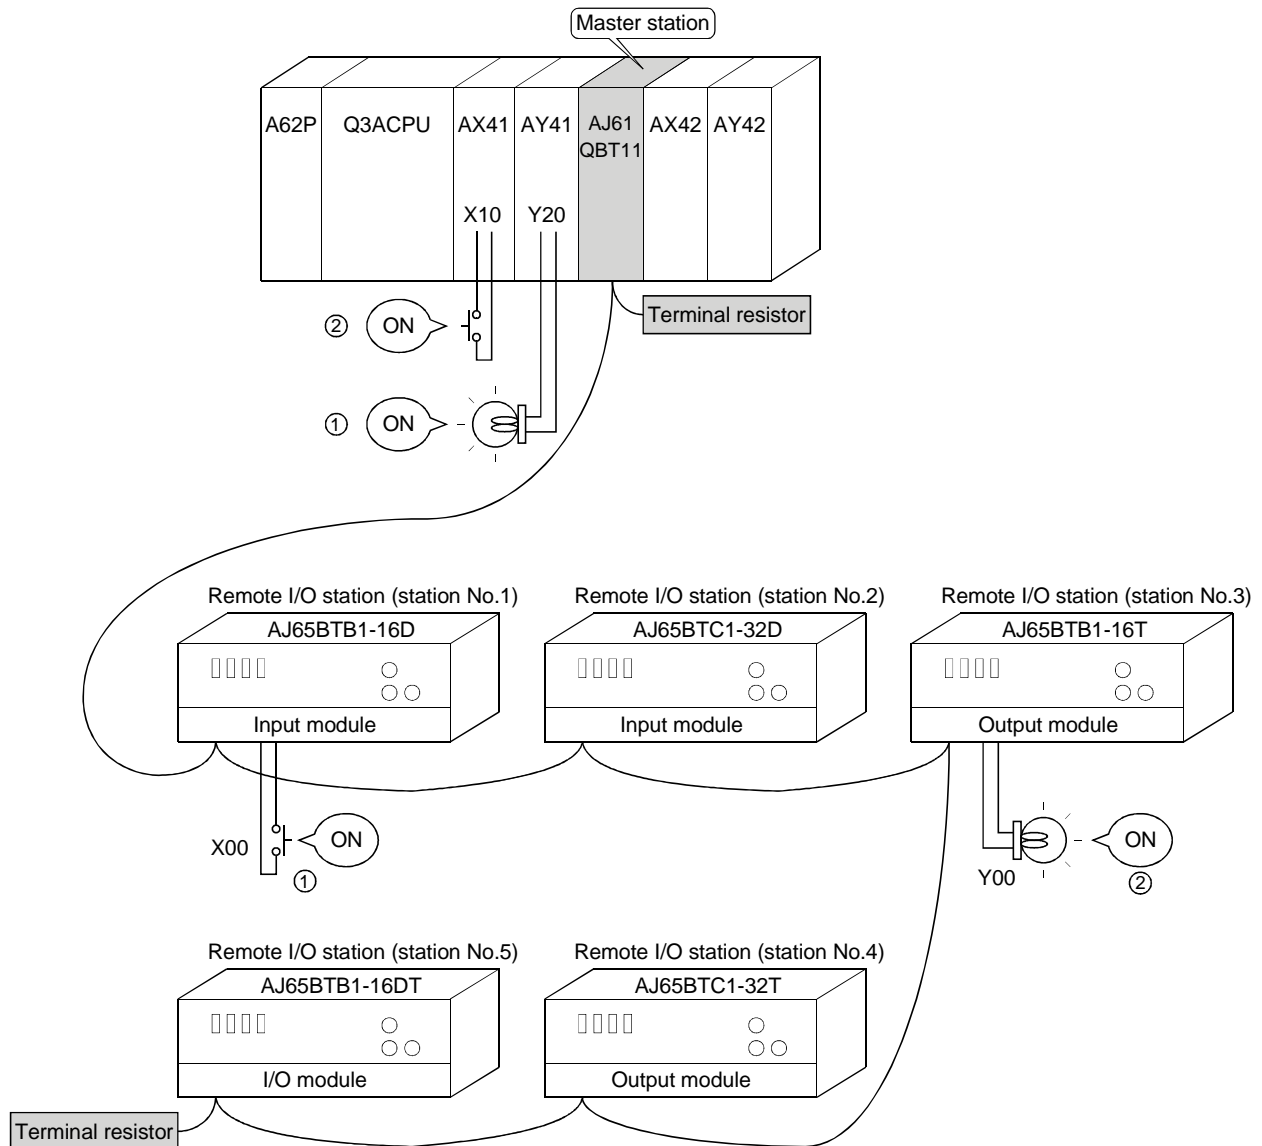 Master station
A62P Q3ACPU AX41 AY41 AJ61 QBT11 AX42 AY42
X10 Y20
Terminal resistor
② ON
① ON
Remote I/O station (station No.1) Remote I/O station (station No.2) Remote I/O station (station No.3)
AJ65BTB1-16D AJ65BTC1-32D AJ65BTB1-16T
Input module Input module Output module
X00 ON ON
① Y00 ②
Remote I/O station (station No.5) Remote I/O station (station No.4)
AJ65BTB1-16DT AJ65BTC1-32T
I/O module Output module
Terminal resistor